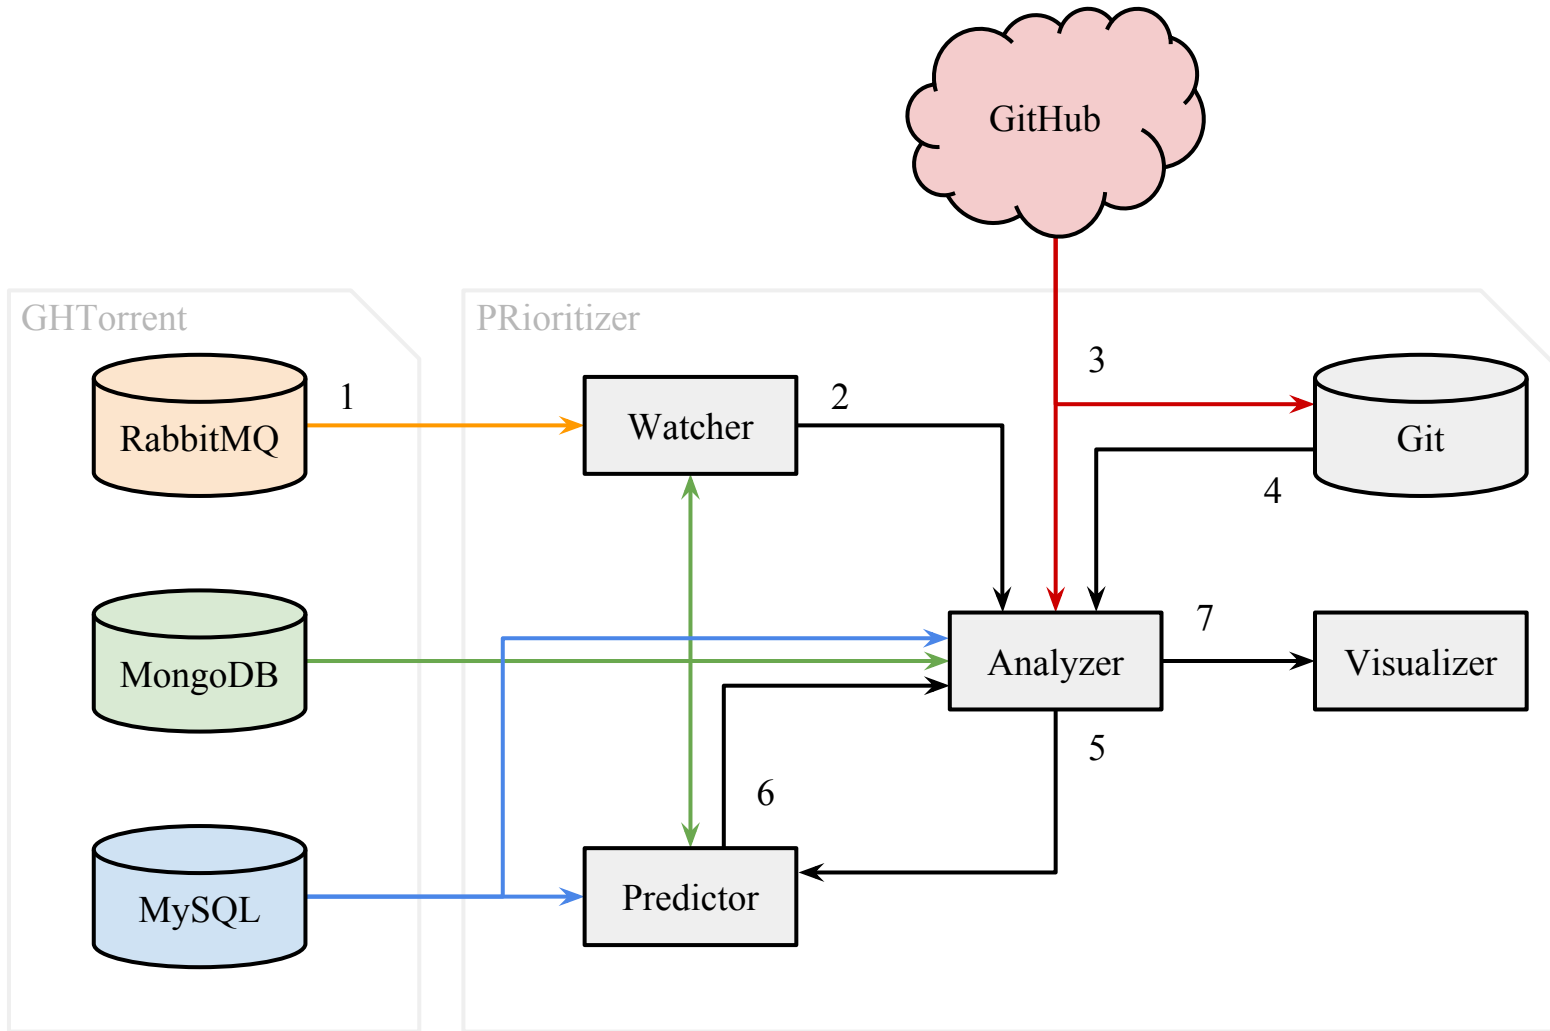 GitHub
GHTorrent
PRioritizer
RabbitMQ
1
Watcher
2
3
Git
4
MongoDB
Analyzer
7
Visualizer
5
6
MySQL
Predictor